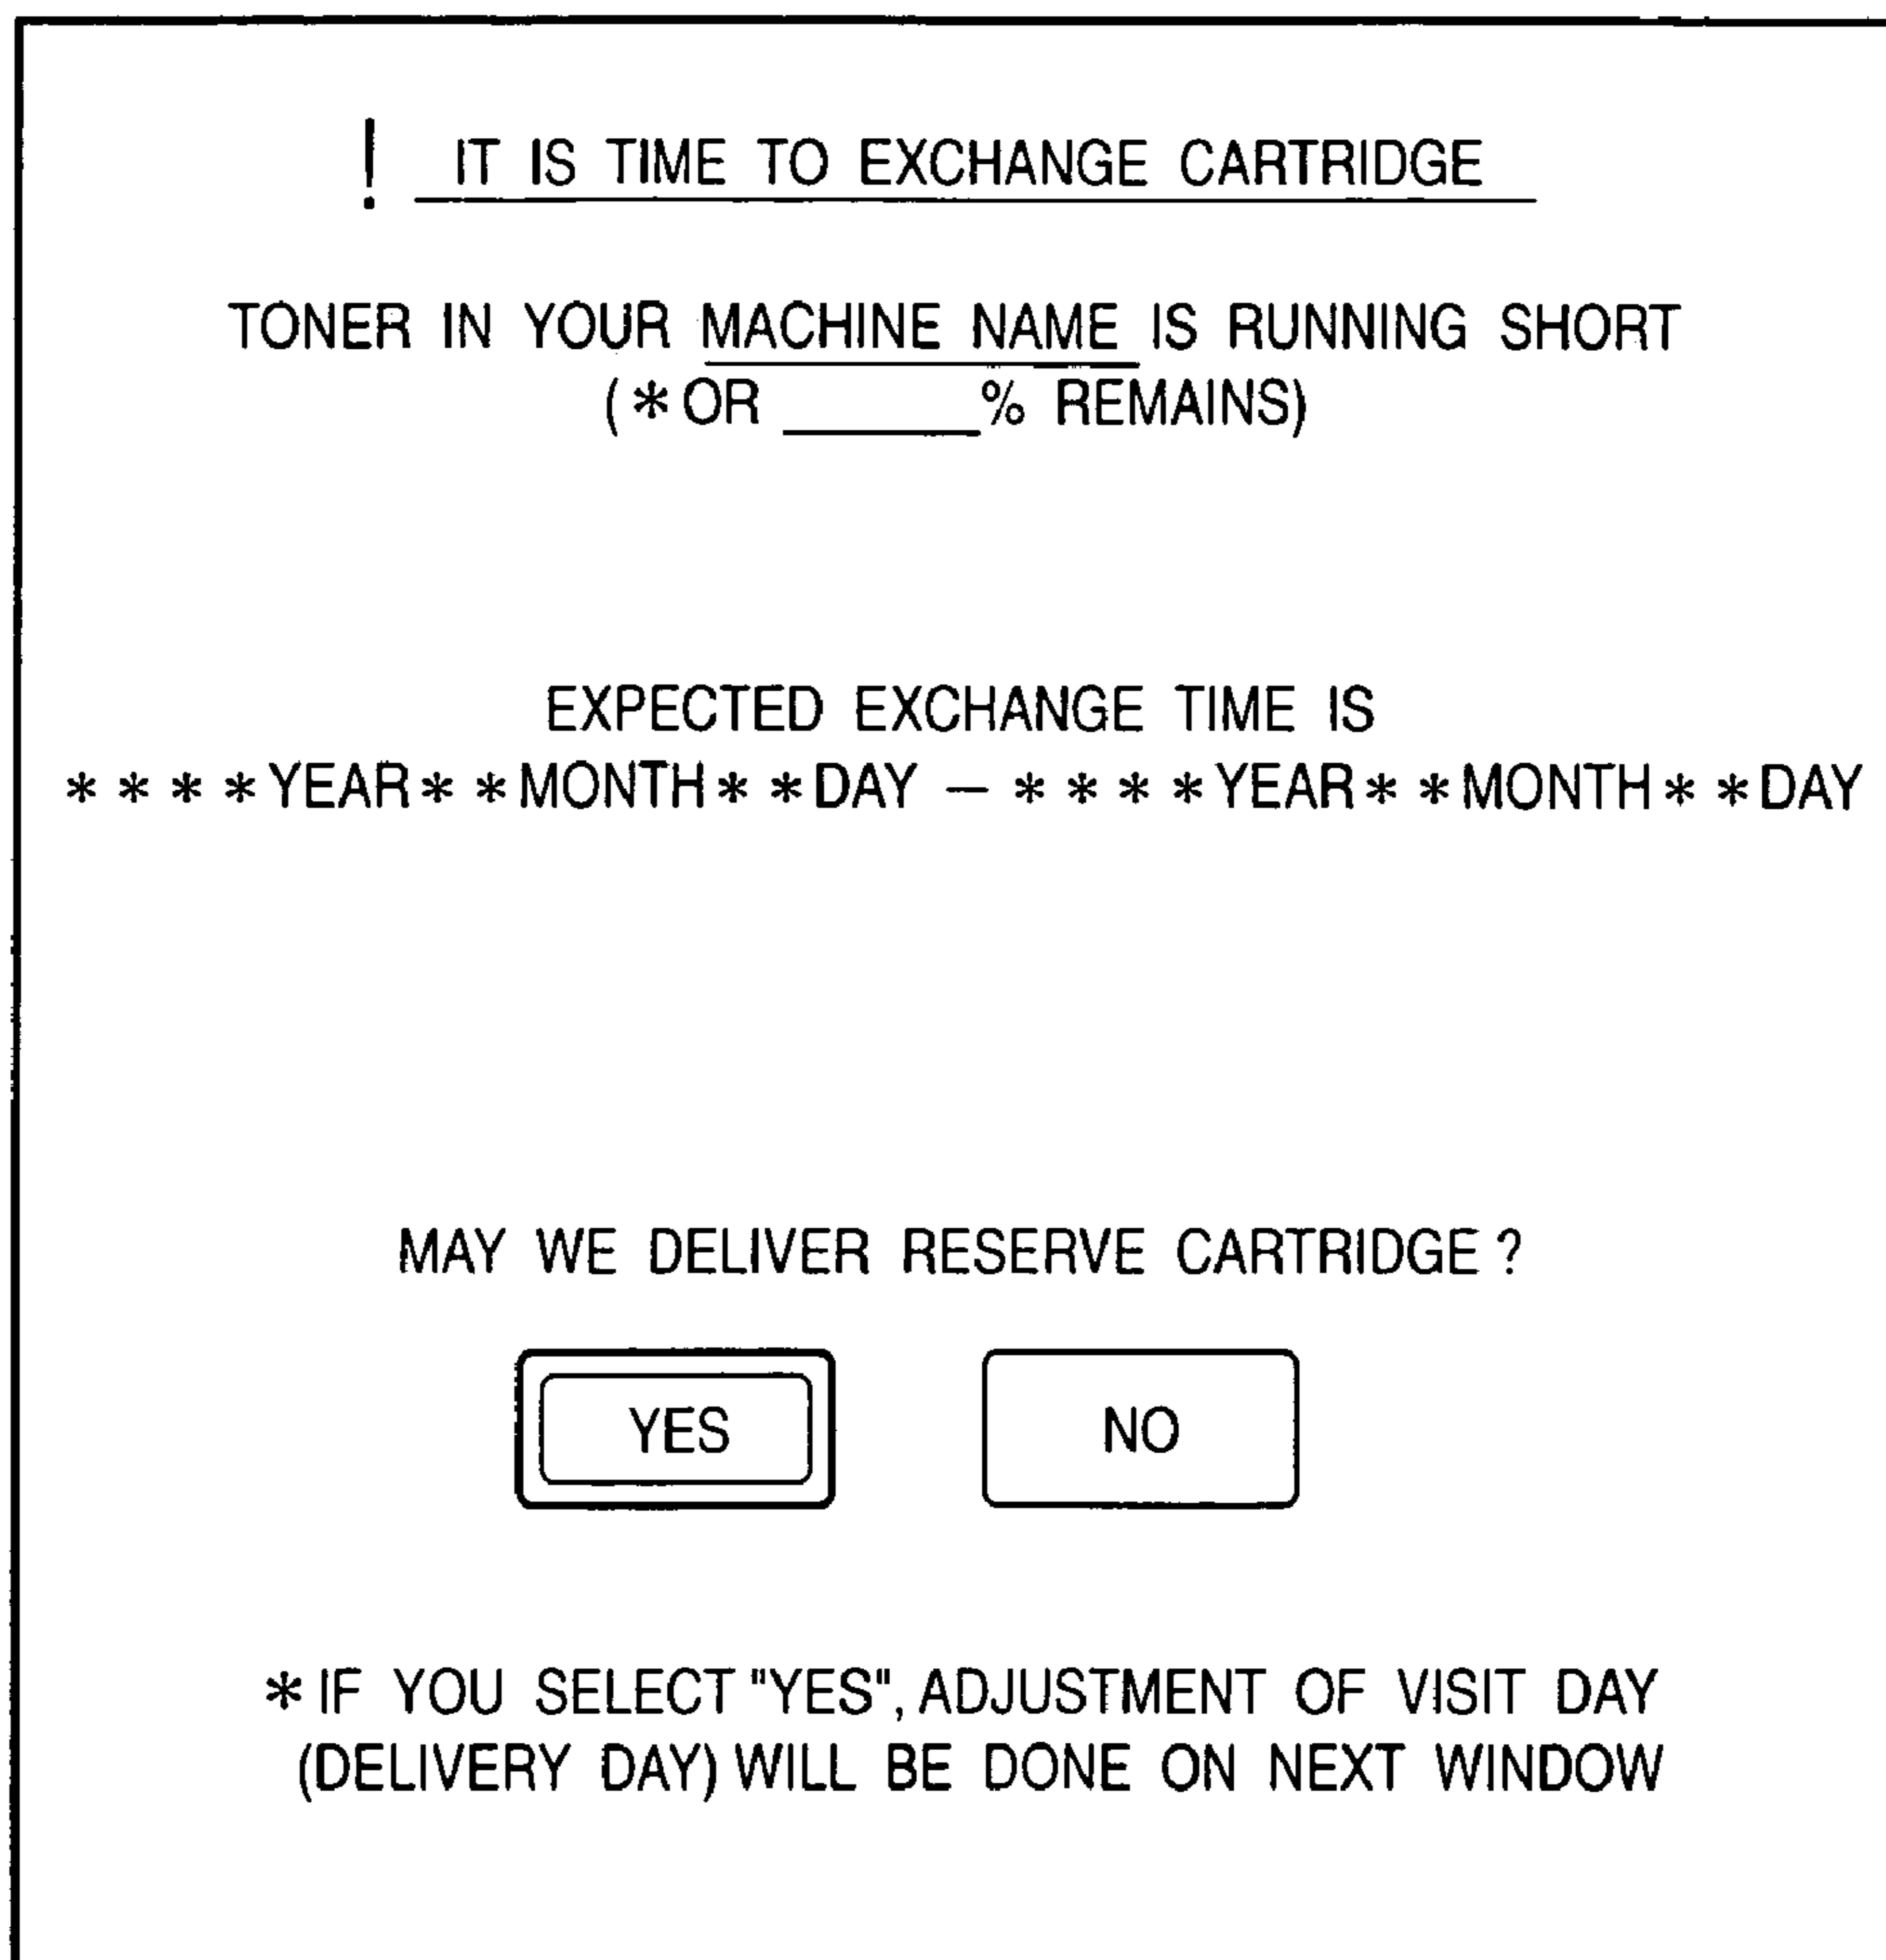 ! IT IS TIME TO EXCHANGE CARTRIDGE
TONER IN YOUR MACHINE NAME IS RUNNING SHORT
(*OR ______% REMAINS)
EXPECTED EXCHANGE TIME IS
****YEAR**MONTH**DAY — ****YEAR**MONTH**DAY
MAY WE DELIVER RESERVE CARTRIDGE?
YES NO
*IF YOU SELECT "YES", ADJUSTMENT OF VISIT DAY
(DELIVERY DAY) WILL BE DONE ON NEXT WINDOW